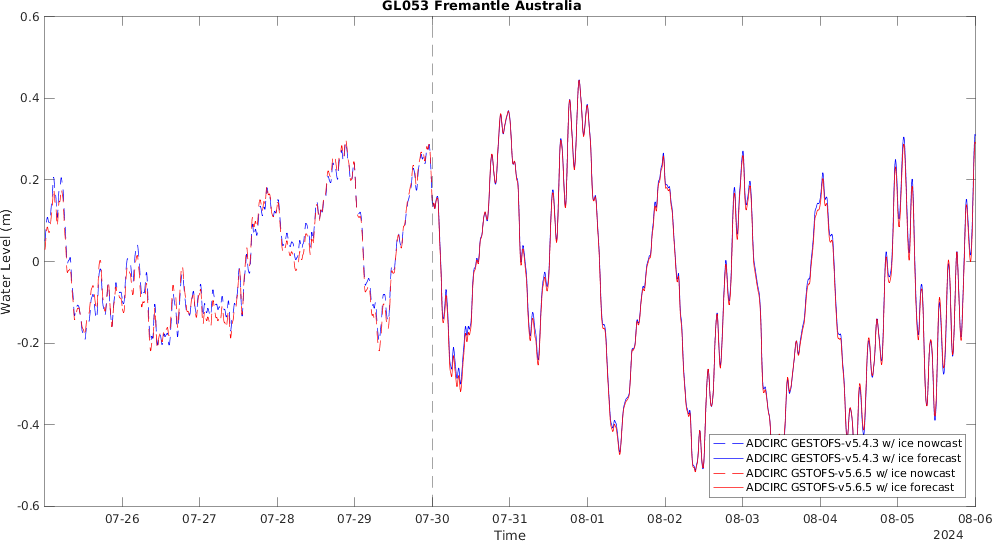 GL053 Fremantle Australia
0.6
0.4
0.2
0
-0.2
-0.4
-0.6
Water Level (m)
ADCIRC GESTOFS-v5.4.3 w/ ice nowcast
ADCIRC GESTOFS-v5.4.3 w/ ice forecast
ADCIRC GSTOFS-v5.6.5 w/ ice nowcast
ADCIRC GSTOFS-v5.6.5 w/ ice forecast
07-26 07-27 07-28 07-29 07-30 07-31 08-01 08-02 08-03 08-04 08-05 08-06
Time 2024